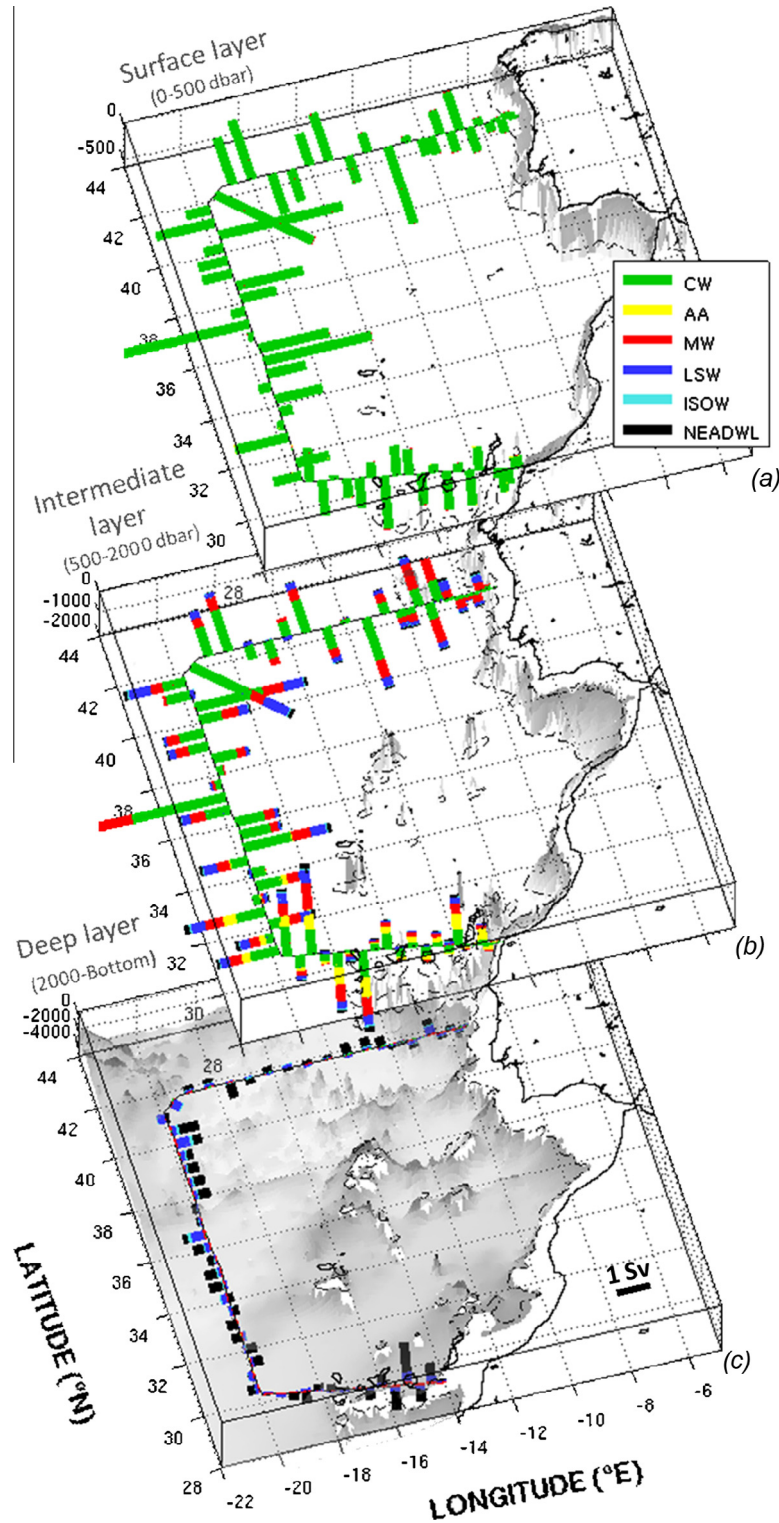 Surface layer
(0-500 dbar)
0
-500
44
42
40
38
36
34
32
30
28
CW
AA
MW
LSW
ISOW
NEADWL
(a)
Intermediate
layer
(500-2000 dbar)
0
-1000
-2000
44
42
40
38
36
34
32
30
28
(b)
Deep layer
(2000-Bottom)
0
-2000
-4000
44
42
40
38
36
34
32
30
28
1 Sv
(c)
-22
-20
-18
-16
-14
-12
-10
-8
-6
LATITUDE (ºN)
LONGITUDE (ºE)